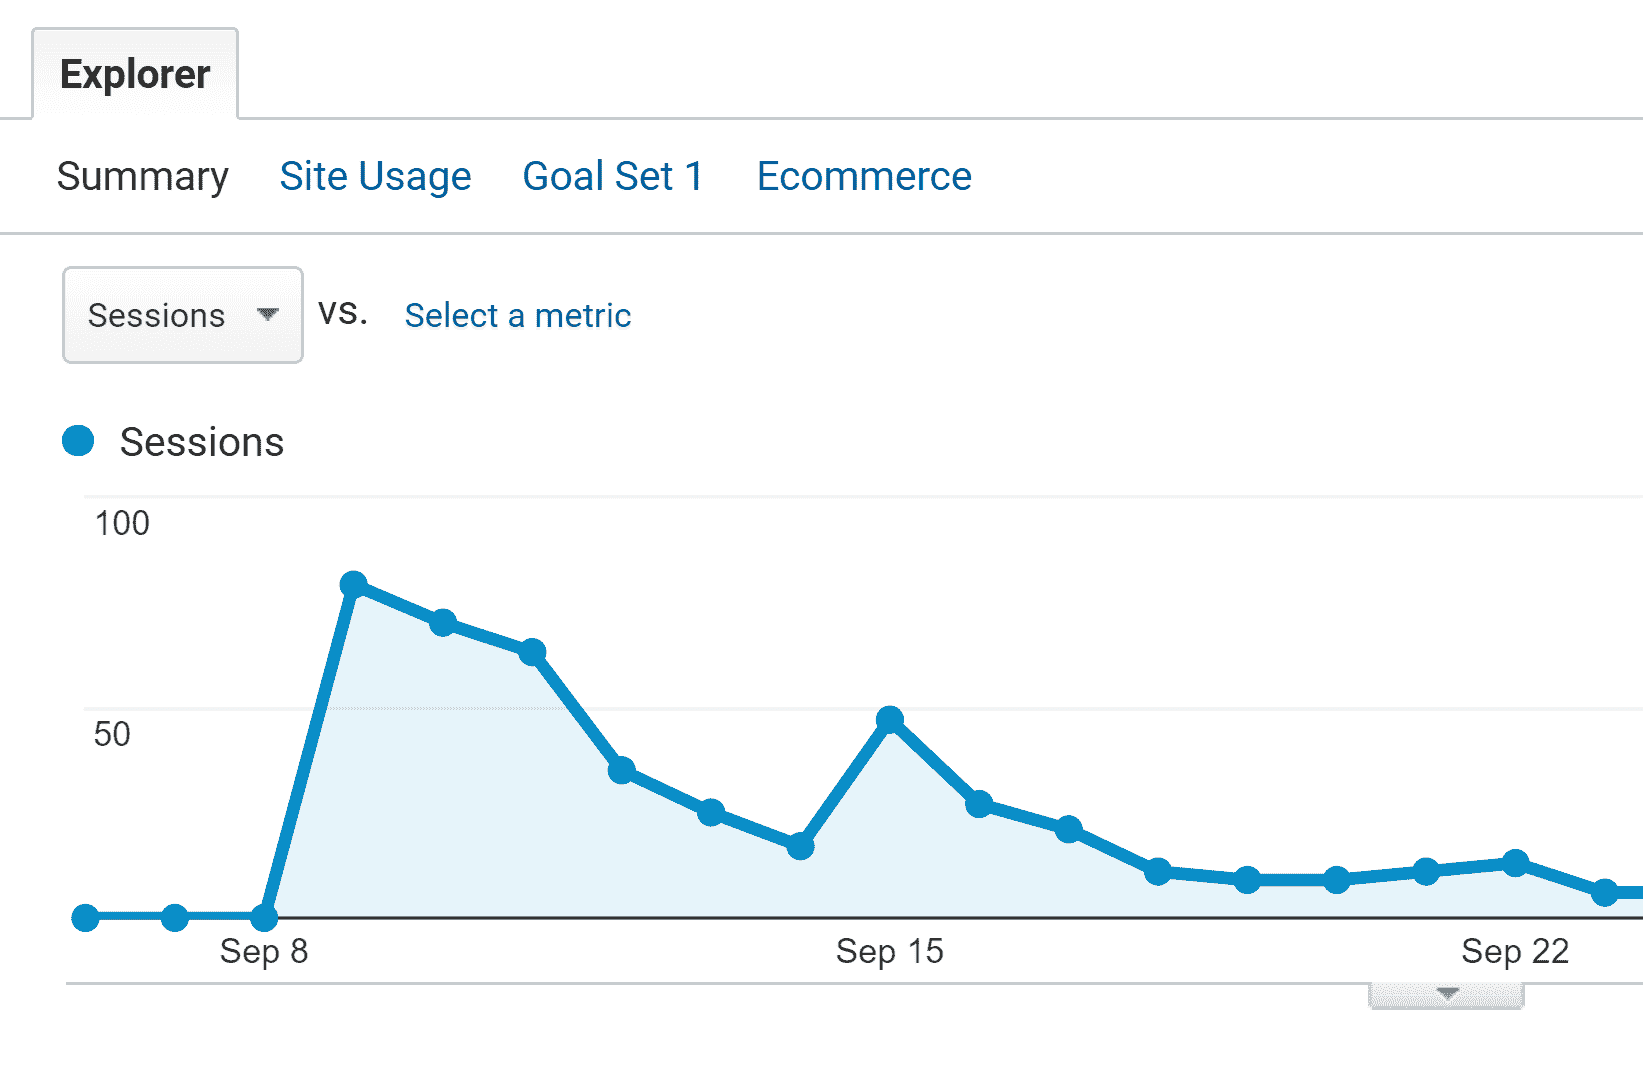 Explorer
Summary Site Usage Goal Set 1 Ecommerce
Sessions vs. Select a metric
Sessions
100
50
Sep 8 Sep 15 Sep 22